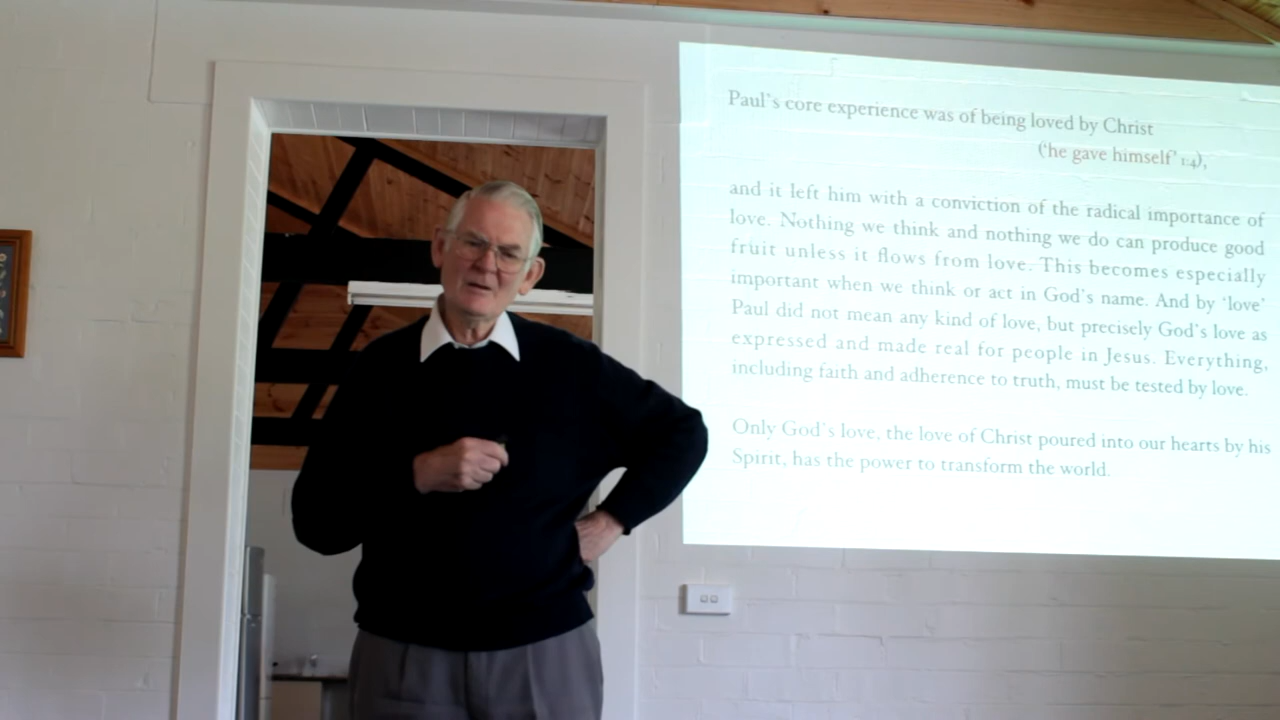 Paul's core experience was of being loved by Christ
('he gave himself' 1:4),
and it left him with a conviction of the radical importance of
love. Nothing we think and nothing we do can produce good
fruit unless it flows from love. This becomes especially
important when we think or act in God's name. And by 'love'
Paul did not mean any kind of love, but precisely God's love as
expressed and made real for people in Jesus. Everything,
including faith and adherence to truth, must be tested by love.
Only God's love, the love of Christ poured into our hearts by his
Spirit, has the power to transform the world.